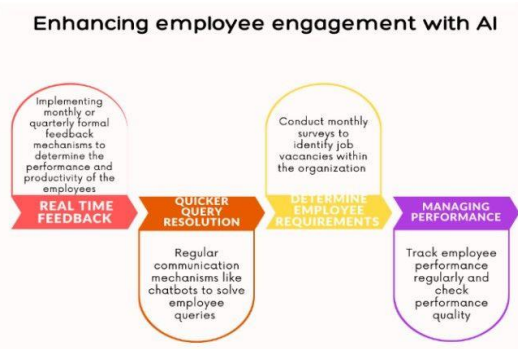 Enhancing employee engagement with AI
Implementing
monthly or
quarterly formal
feedback
mechanisms to
determine the
performance and
productivity of the
employees
REAL TIME
FEEDBACK
QUICKER
QUERY
RESOLUTION
Regular
communication
mechanisms like
chatbots to solve
employee
queries
Conduct monthly
surveys to
identify job
vacancies within
the organization
DETERMINE
EMPLOYEE
REQUIREMENTS
MANAGING
PERFORMANCE
Track employee
performance
regularly and
check
performance
quality